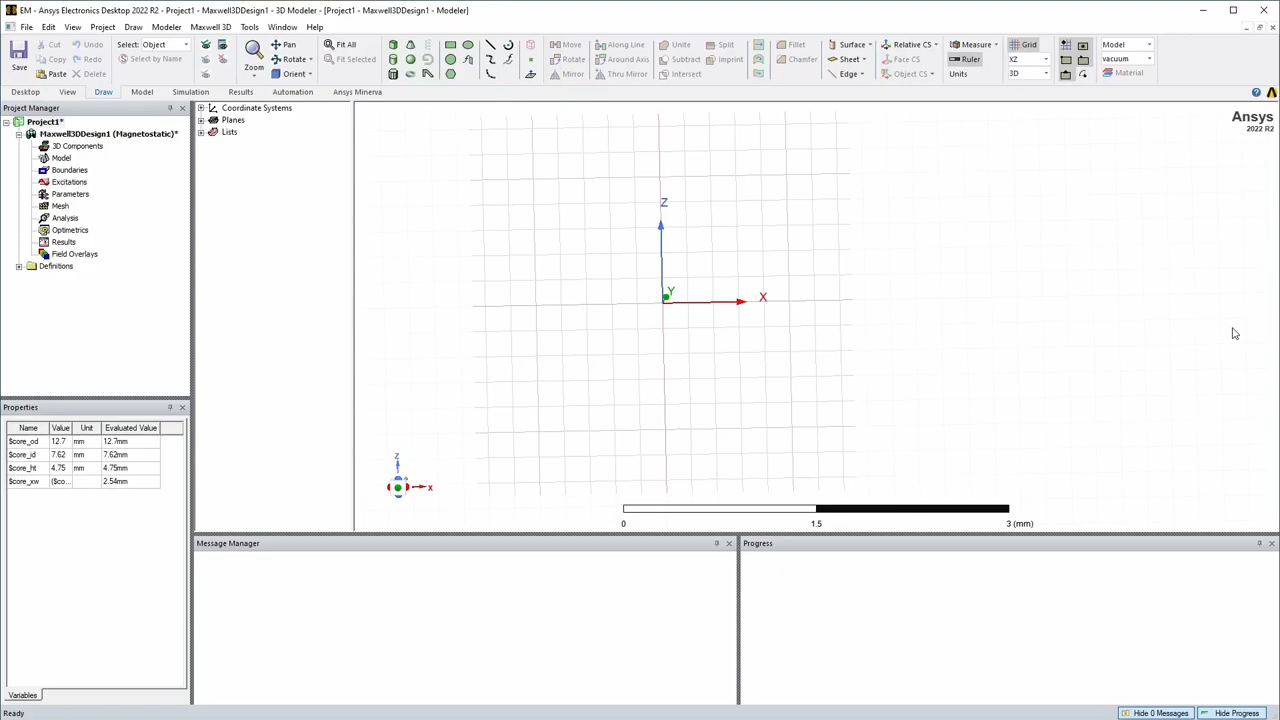 EM - Ansys Electronics Desktop 2022 R2 - Project1 - Maxwell3DDesign1 - 3D Modeler - [Project1 - Maxwell3DDesign1 - Modeler]
File Edit View Project Draw Modeler Maxwell 3D Tools Window Help
Save
Cut Undo
Copy Redo
Paste Delete
Select: Object
Select by Name
Zoom
Pan
Rotate
Orient
Fit All
Fit Selected
Move Along Line
Rotate Around Axis
Mirror Thru Mirror
Unite Split
Subtract Imprint
Intersect
Fillet
Chamfer
Surface
Sheet
Edge
Relative CS
Face CS
Object CS
Measure
Ruler
Units
Grid
XZ
3D
Model
vacuum
Material
Desktop View Draw Model Simulation Results Automation Ansys Minerva
Project Manager
Project1*
Maxwell3DDesign1 (Magnetostatic)*
3D Components
Model
Boundaries
Excitations
Parameters
Mesh
Analysis
Optimetrics
Results
Field Overlays
Definitions
Coordinate Systems
Planes
Lists
Ansys
2022 R2
Z
Y
X
z
x
0 1.5 3 (mm)
Properties
Name Value Unit Evaluated Value
$core_od 12.7 mm 12.7mm
$core_id 7.62 mm 7.62mm
$core_ht 4.75 mm 4.75mm
$core_xw ($co... 2.54mm
Variables
Message Manager
Progress
Ready
Hide 0 Messages
Hide Progress